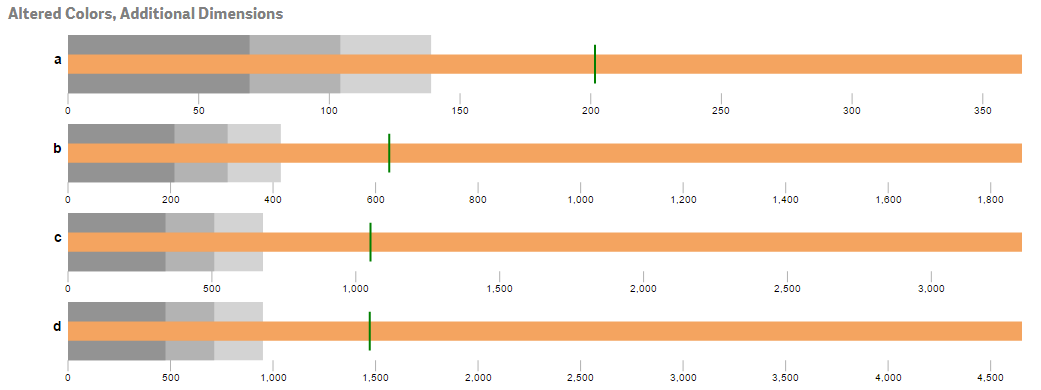 Altered Colors, Additional Dimensions
a
0 50 100 150 200 250 300 350
b
0 200 400 600 800 1,000 1,200 1,400 1,600 1,800
c
0 500 1,000 1,500 2,000 2,500 3,000
d
0 500 1,000 1,500 2,000 2,500 3,000 3,500 4,000 4,500